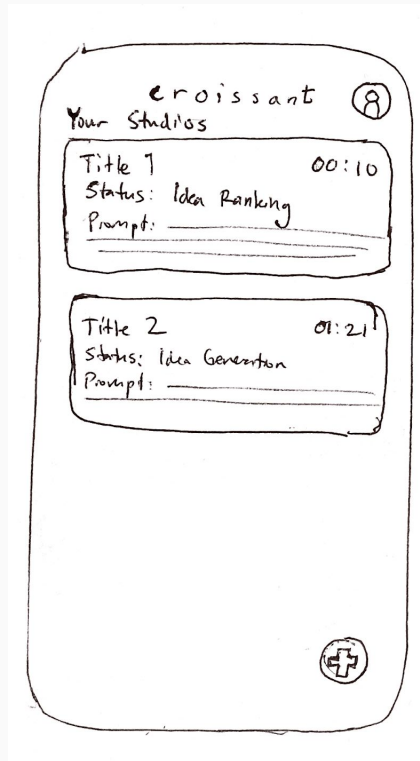 croissant
Your Studios
Title 1 00:10
Status: Idea Ranking
Prompt:
Title 2 01:21
Status: Idea Generation
Prompt: